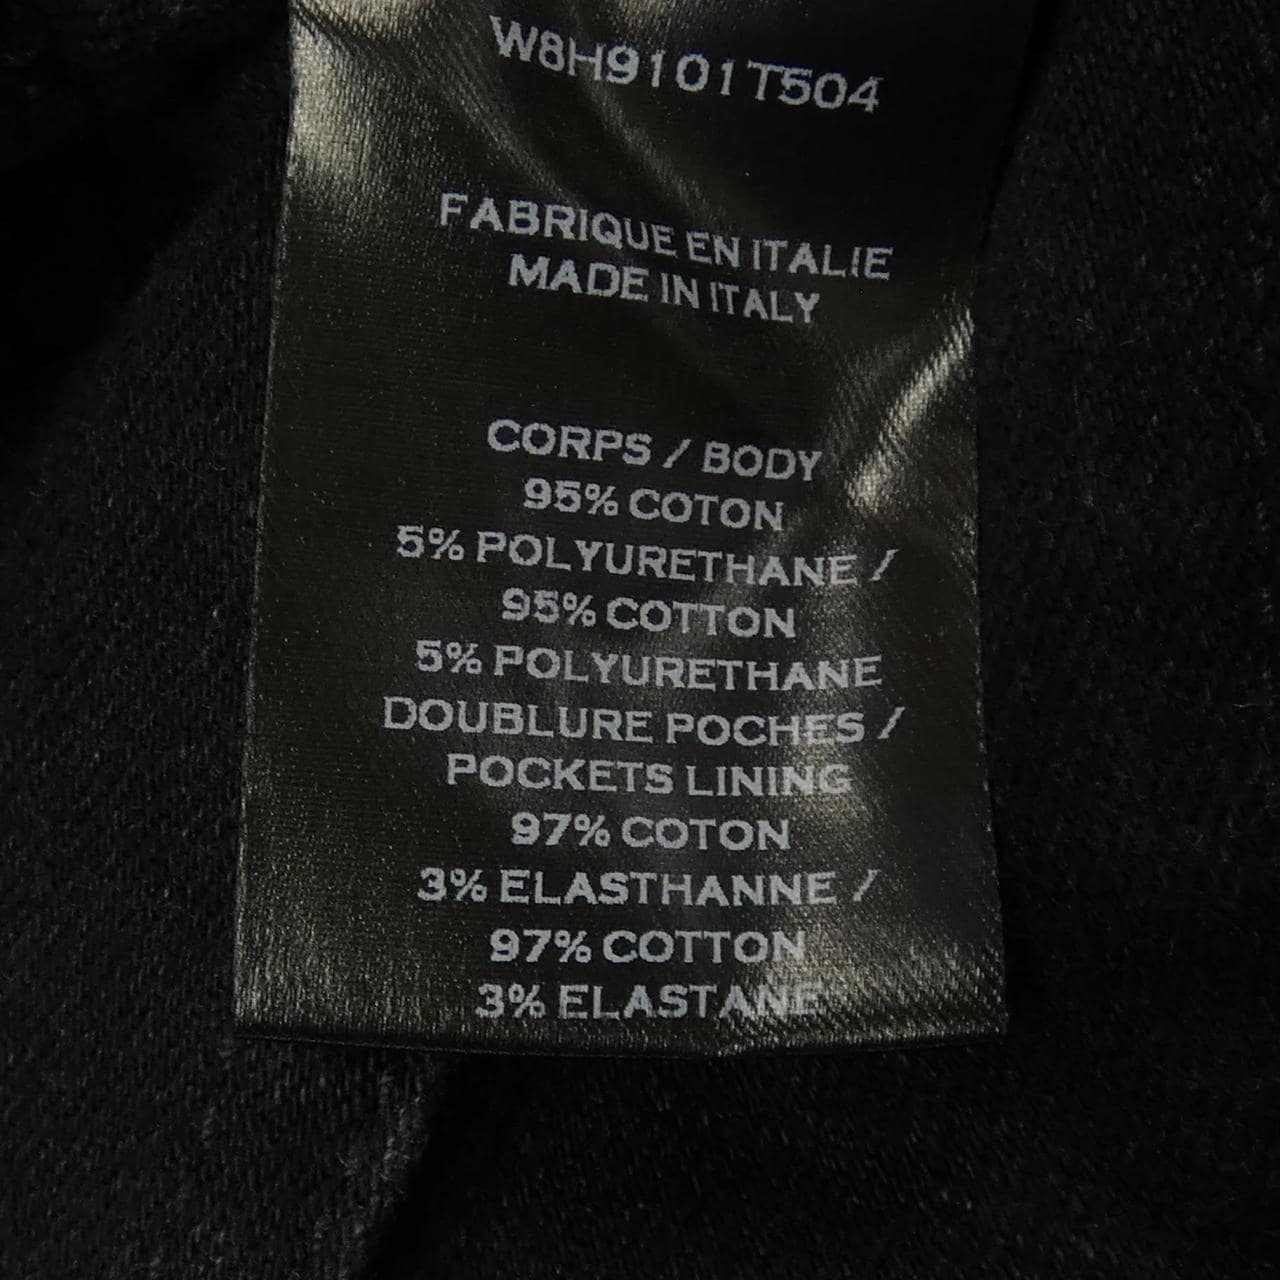 W8H9101T504
FABRIQUE EN ITALIE
MADE IN ITALY
CORPS / BODY
95% COTON
5% POLYURETHANE /
95% COTTON
5% POLYURETHANE
DOUBLURE POCHES /
POCKETS LINING
97% COTON
3% ELASTHANNE /
97% COTTON
3% ELASTANE